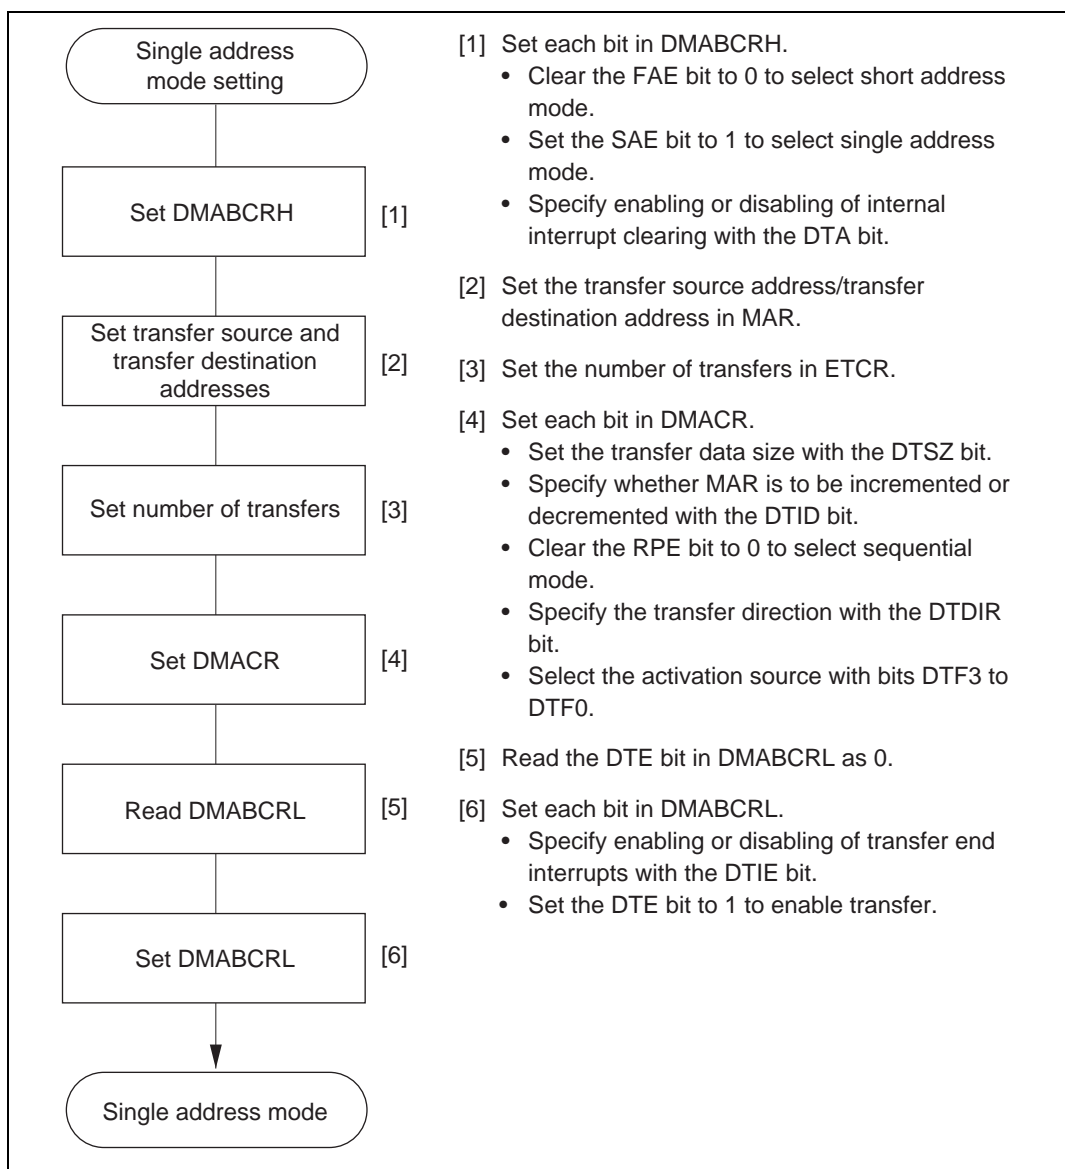 Single address
mode setting
Set DMABCRH
[1]
Set transfer source and
transfer destination
addresses
[2]
Set number of transfers
[3]
Set DMACR
[4]
Read DMABCRL
[5]
Set DMABCRL
[6]
Single address mode
[1] Set each bit in DMABCRH.
• Clear the FAE bit to 0 to select short address
mode.
• Set the SAE bit to 1 to select single address
mode.
• Specify enabling or disabling of internal
interrupt clearing with the DTA bit.
[2] Set the transfer source address/transfer
destination address in MAR.
[3] Set the number of transfers in ETCR.
[4] Set each bit in DMACR.
• Set the transfer data size with the DTSZ bit.
• Specify whether MAR is to be incremented or
decremented with the DTID bit.
• Clear the RPE bit to 0 to select sequential
mode.
• Specify the transfer direction with the DTDIR
bit.
• Select the activation source with bits DTF3 to
DTF0.
[5] Read the DTE bit in DMABCRL as 0.
[6] Set each bit in DMABCRL.
• Specify enabling or disabling of transfer end
interrupts with the DTIE bit.
• Set the DTE bit to 1 to enable transfer.